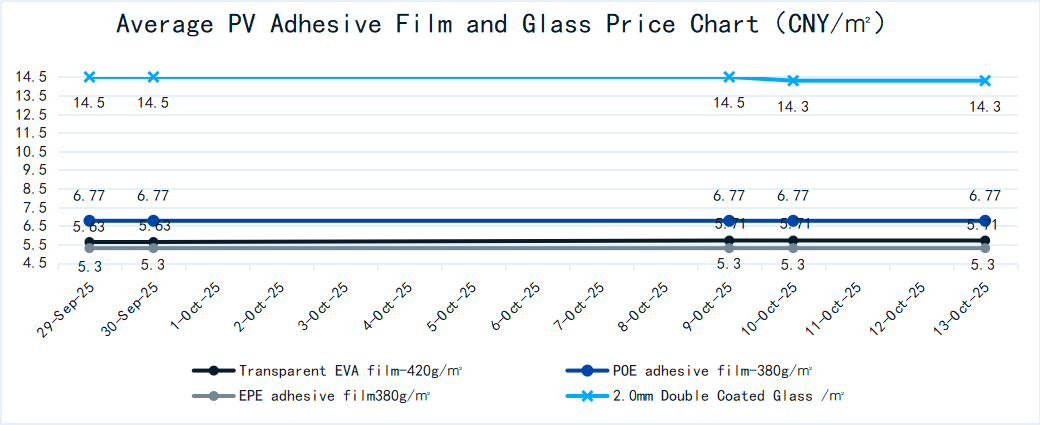 Average PV Adhesive Film and Glass Price Chart (CNY/㎡)
14.5
13.5
12.5
11.5
10.5
9.5
8.5
7.5
6.5
5.5
4.5
14.5 14.5 14.5 14.3 14.3
6.77 6.77 6.77 6.77 6.77
5.63 5.63 5.71 5.71 5.71
5.3 5.3 5.3 5.3 5.3
29-Sep-25 30-Sep-25 1-Oct-25 2-Oct-25 3-Oct-25 4-Oct-25 5-Oct-25 6-Oct-25 7-Oct-25 8-Oct-25 9-Oct-25 10-Oct-25 11-Oct-25 12-Oct-25 13-Oct-25
Transparent EVA film-420g/㎡ POE adhesive film-380g/㎡
EPE adhesive film380g/㎡ 2.0mm Double Coated Glass /㎡